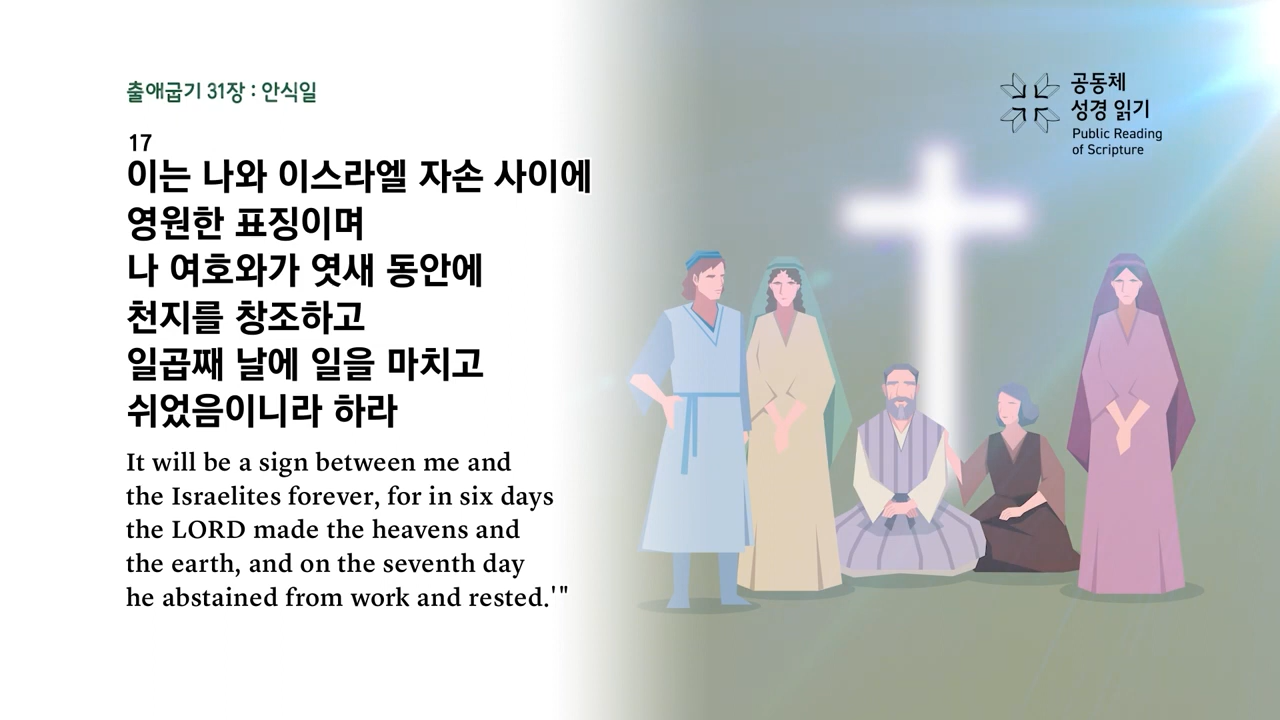 출애굽기 31장 : 안식일
17
이는 나와 이스라엘 자손 사이에
영원한 표징이며
나 여호와가 엿새 동안에
천지를 창조하고
일곱째 날에 일을 마치고
쉬었음이니라 하라
It will be a sign between me and
the Israelites forever, for in six days
the LORD made the heavens and
the earth, and on the seventh day
he abstained from work and rested.'"
공동체
성경 읽기
Public Reading
of Scripture